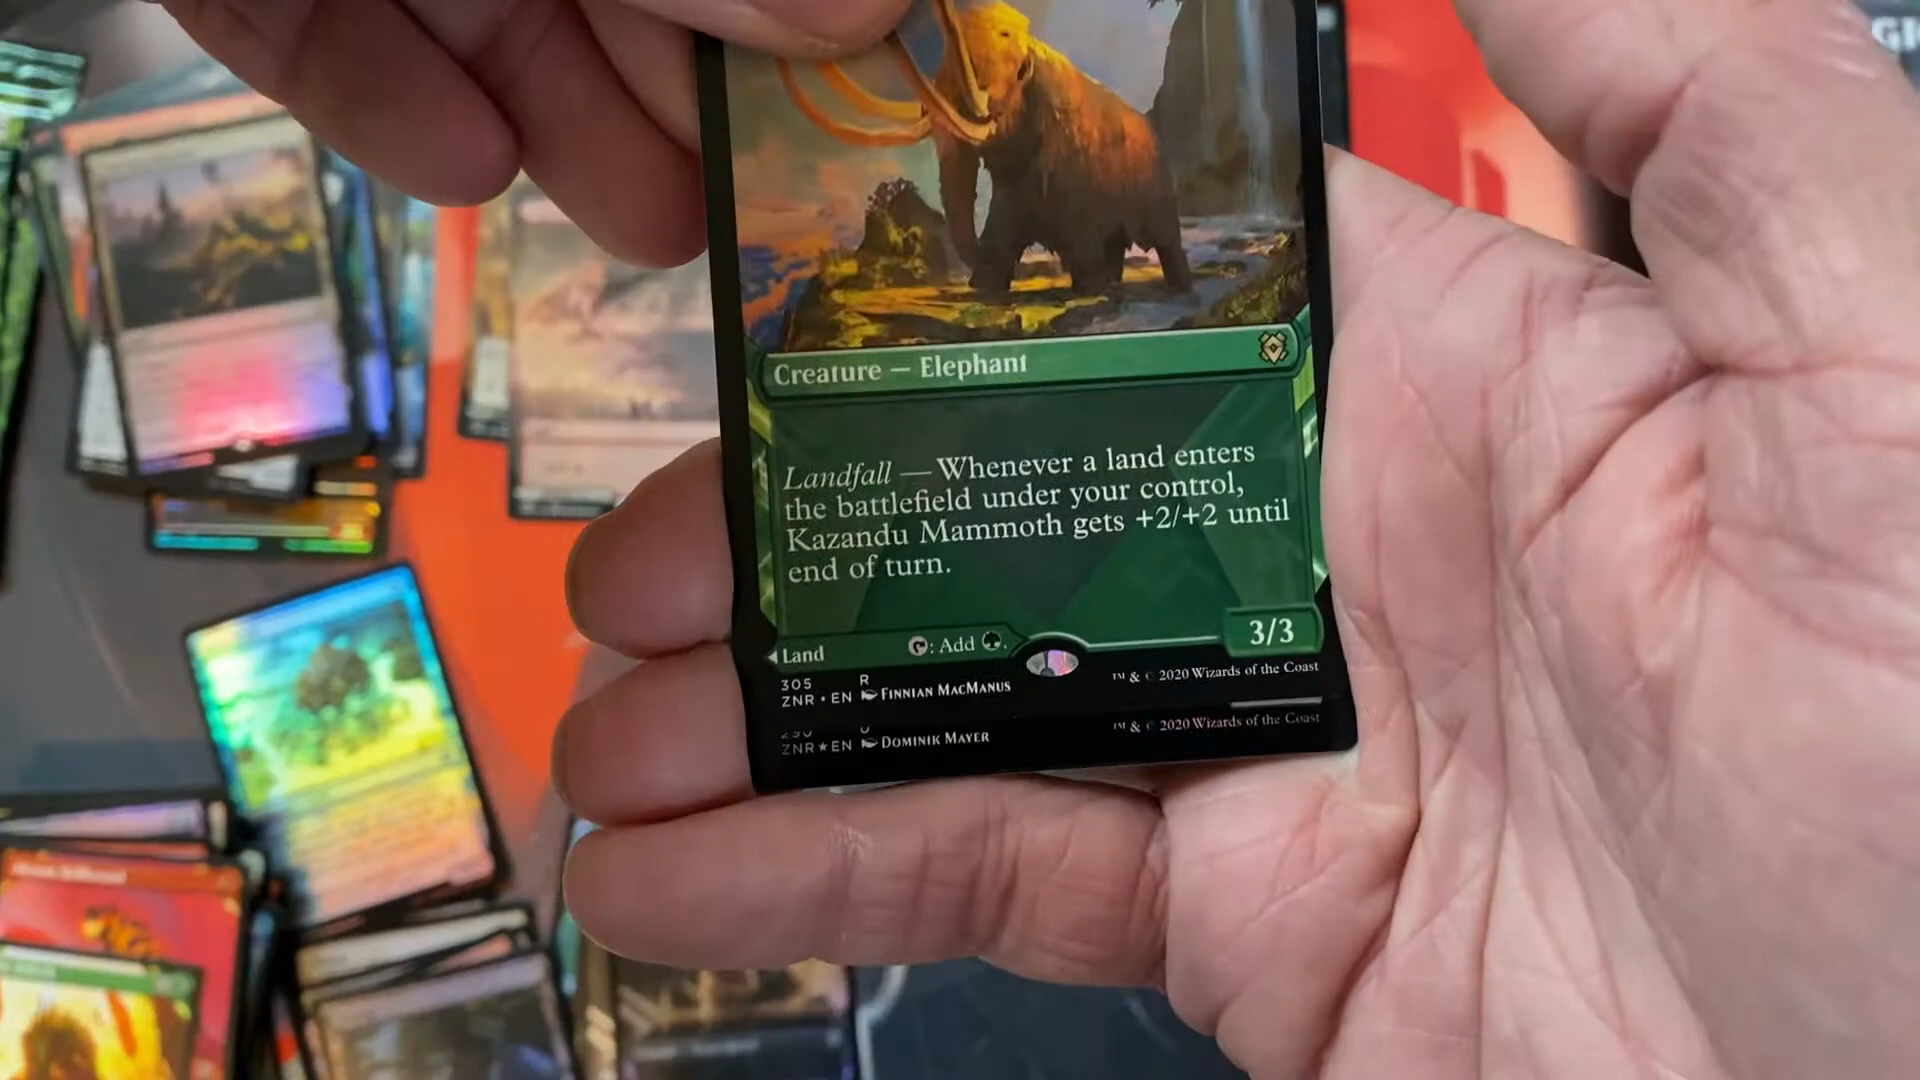 Creature — Elephant
Landfall — Whenever a land enters
the battlefield under your control,
Kazandu Mammoth gets +2/+2 until
end of turn.
3/3
Land
: Add .
305 R
ZNR • EN FINNIAN MACMANUS
™ & © 2020 Wizards of the Coast
ZNR ★ EN DOMINIK MAYER
™ & © 2020 Wizards of the Coast